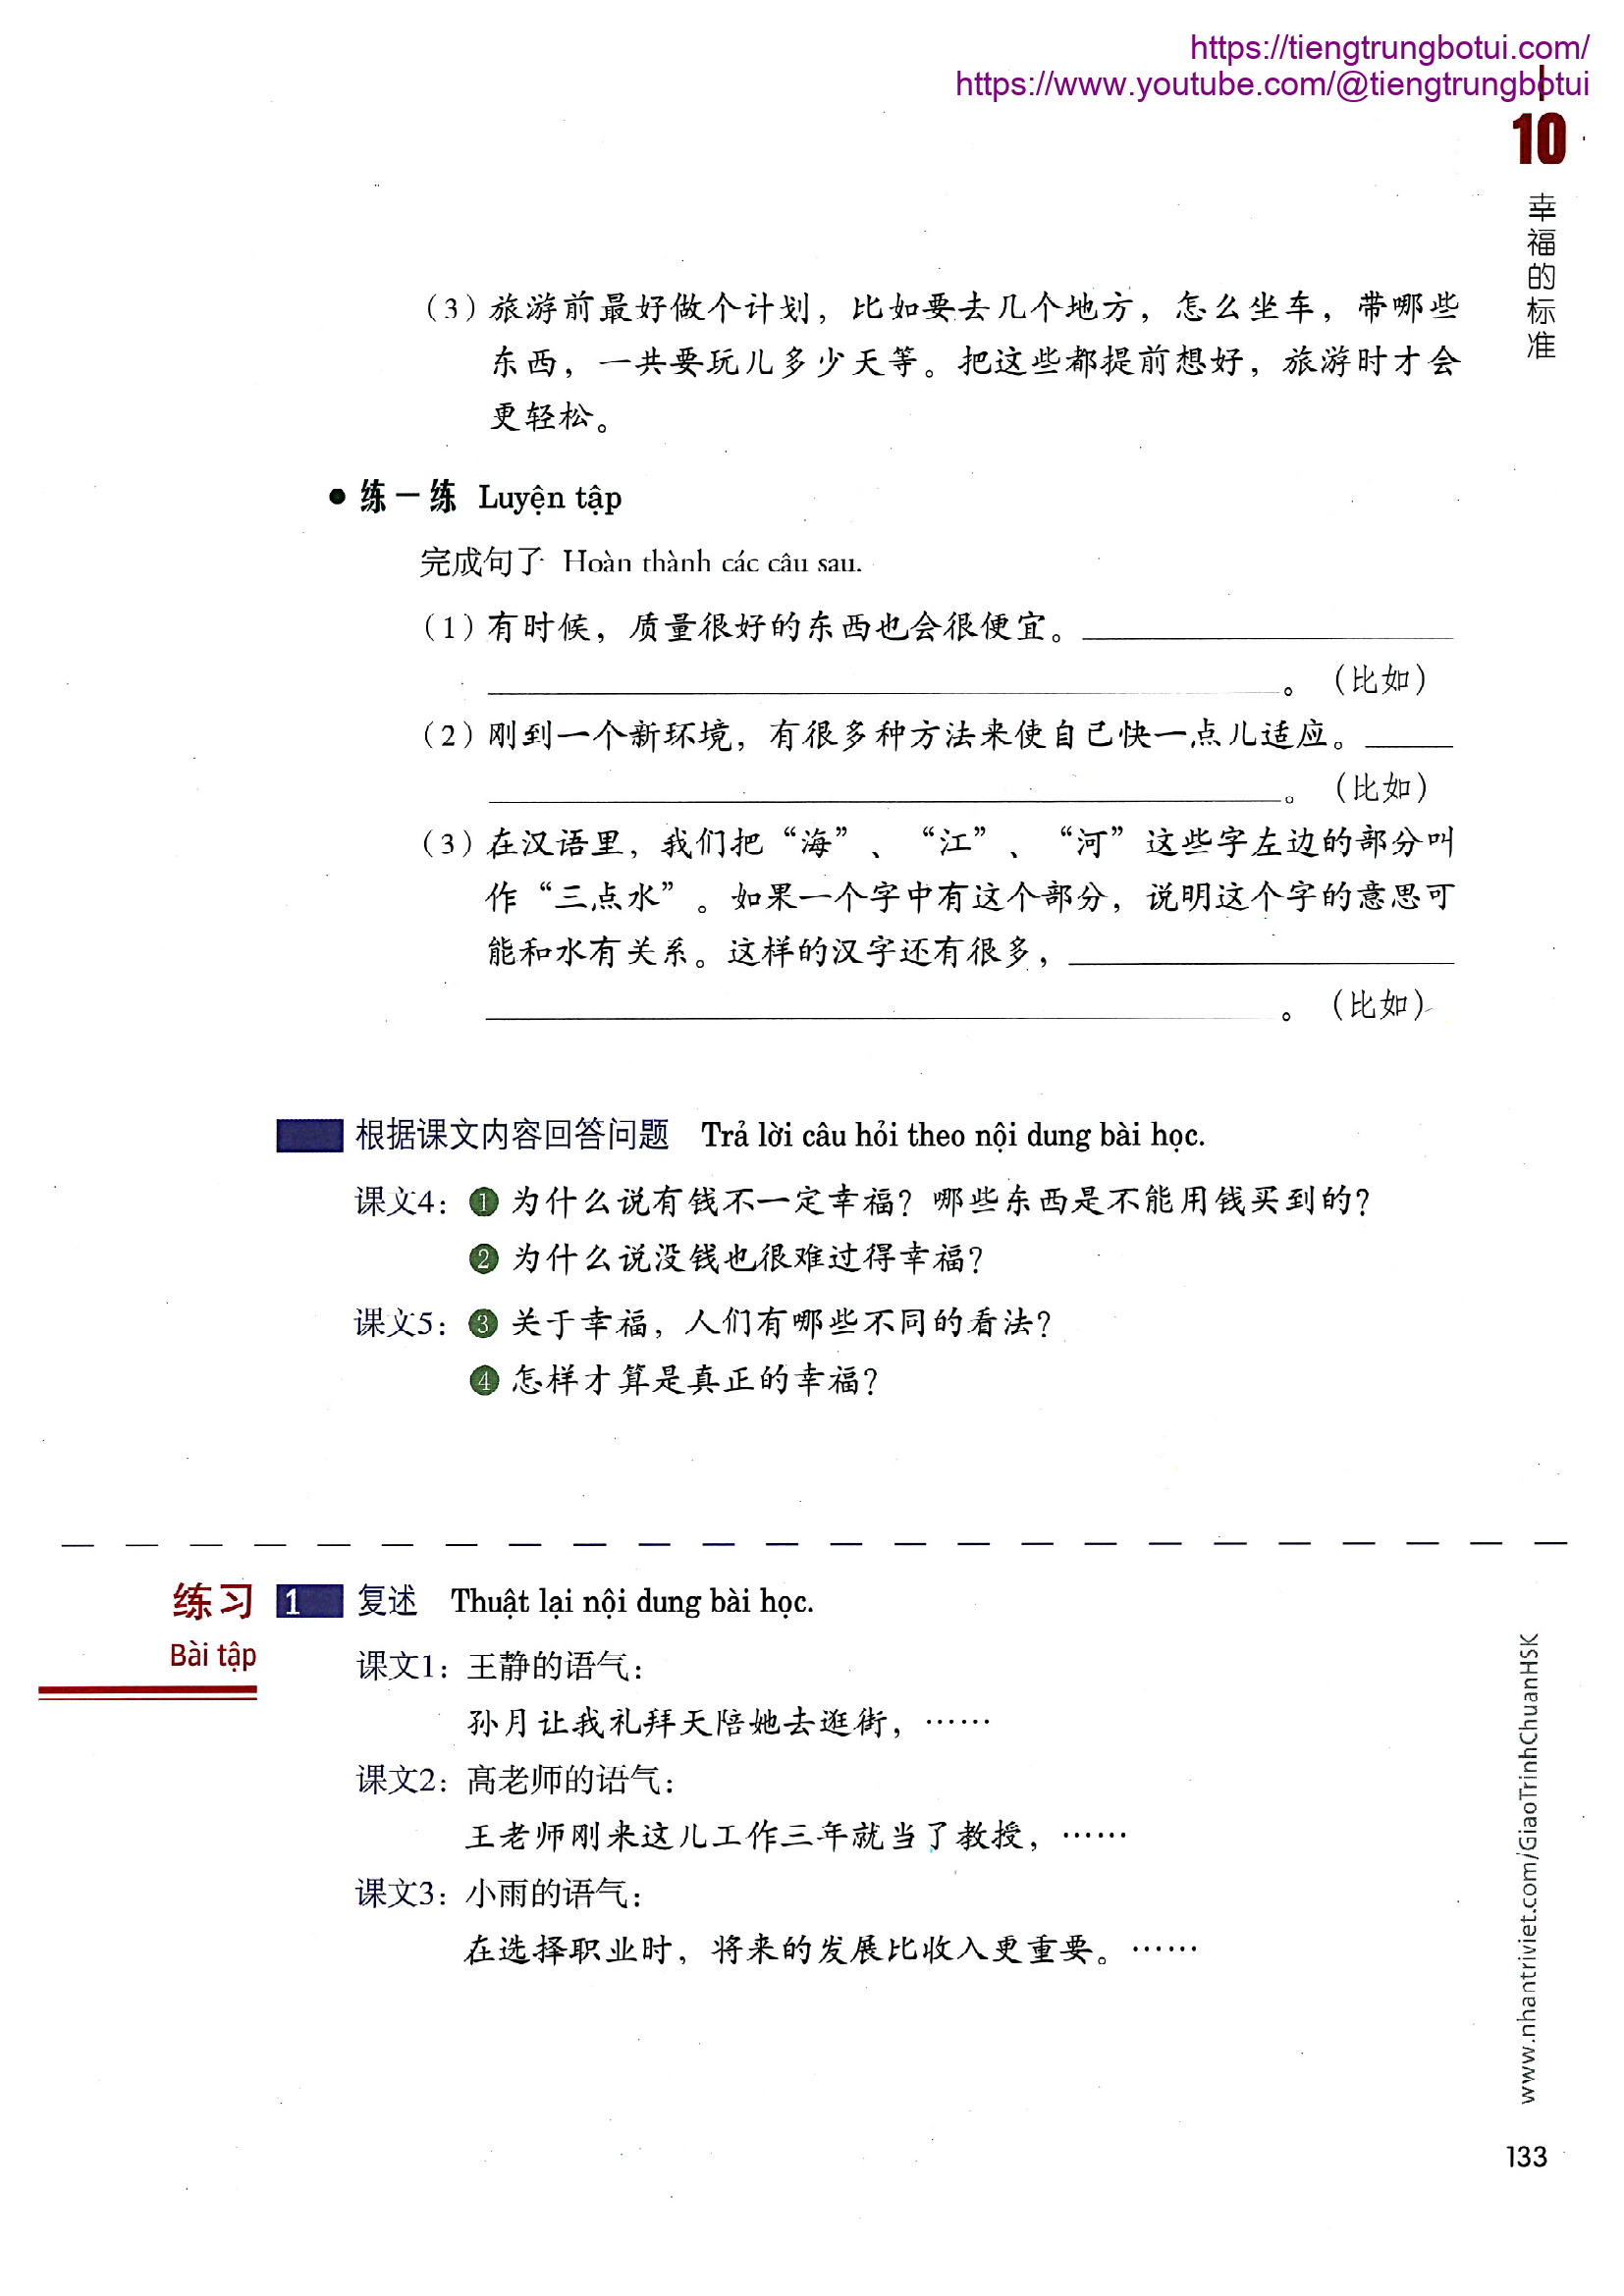 https://tiengtrungbotui.com/
https://www.youtube.com/@tiengtrungbotui
10
幸福的标准
（3）旅游前最好做个计划，比如要去几个地方，怎么坐车，带哪些
东西，一共要玩儿多少天等。把这些都提前想好，旅游时才会
更轻松。
● 练一练 Luyện tập
完成句子 Hoàn thành các câu sau.
（1）有时候，质量很好的东西也会很便宜。
。（比如）
（2）刚到一个新环境，有很多种方法来使自己快一点儿适应。
。（比如）
（3）在汉语里，我们把“海”、“江”、“河”这些字左边的部分叫
作“三点水”。如果一个字中有这个部分，说明这个字的意思可
能和水有关系。这样的汉字还有很多，
。（比如）
根据课文内容回答问题 Trả lời câu hỏi theo nội dung bài học.
课文4：❶ 为什么说有钱不一定幸福？哪些东西是不能用钱买到的？
❷ 为什么说没钱也很难过得幸福？
课文5：❸ 关于幸福，人们有哪些不同的看法？
❹ 怎样才算是真正的幸福？
练习 1 复述 Thuật lại nội dung bài học.
Bài tập
课文1：王静的语气：
孙月让我礼拜天陪她去逛街，……
课文2：高老师的语气：
王老师刚来这儿工作三年就当了教授，……
课文3：小雨的语气：
在选择职业时，将来的发展比收入更重要。……
www.nhantriviet.com/GiaoTrinhChuanHSK
133